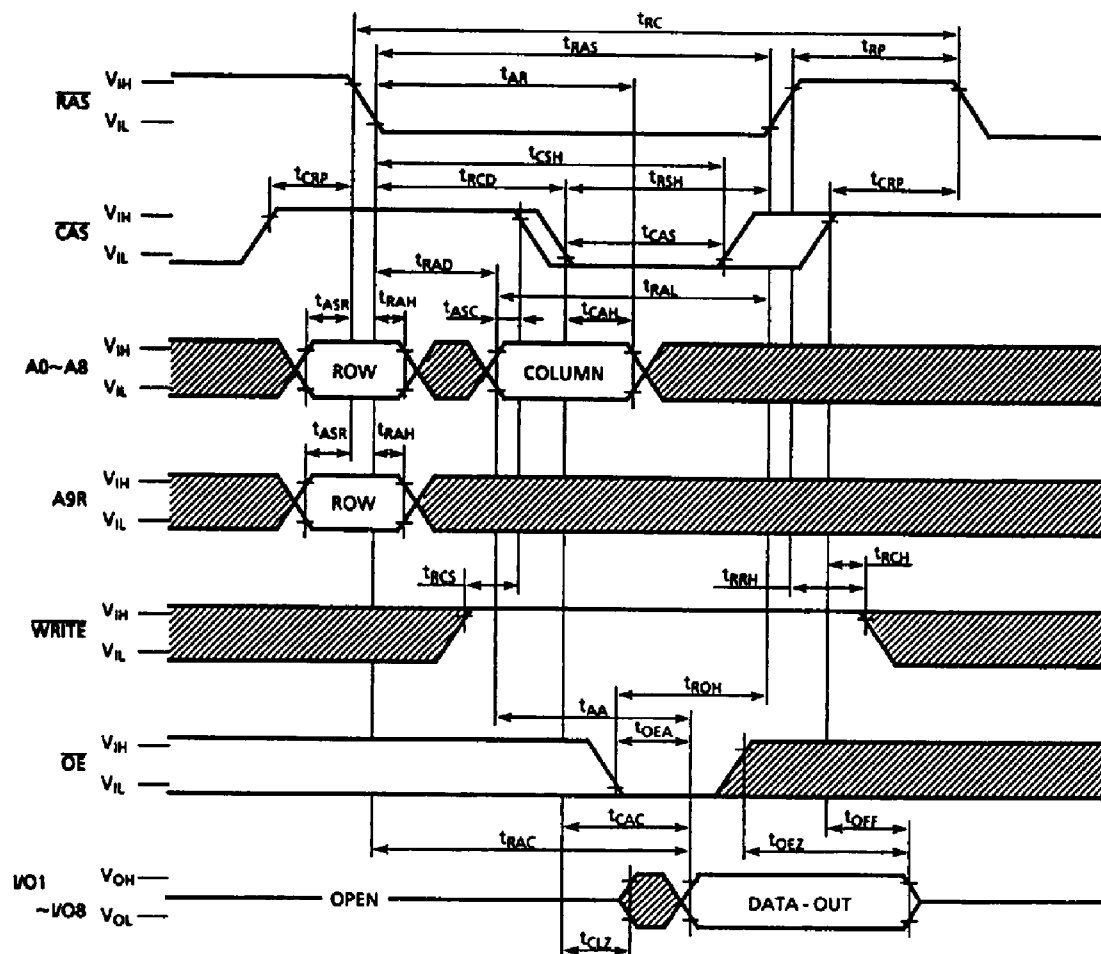 tRC
tRAS
tRP
tAR
RAS
VIH
VIL
tCSH
tCRP
tRCD
tRSH
tCRP
CAS
VIH
VIL
tCAS
tRAD
tRAL
tASR
tRAH
tASC
tCAH
A0~A8
VIH
VIL
ROW
COLUMN
tASR
tRAH
A9R
VIH
VIL
ROW
tRCS
tRRH
tRCH
WRITE
VIH
VIL
tROH
tAA
tOEA
OE
VIH
VIL
tCAC
tOFF
tRAC
tOEZ
I/O1
~I/O8
VOH
VOL
OPEN
DATA - OUT
tCLZ